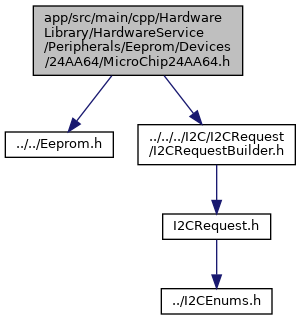 app/src/main/cpp/Hardware
Library/HardwareService
/Peripherals/Eeprom/Devices
/24AA64/MicroChip24AA64.h
../../Eeprom.h
../../../I2C/I2CRequest
/I2CRequestBuilder.h
I2CRequest.h
../I2CEnums.h